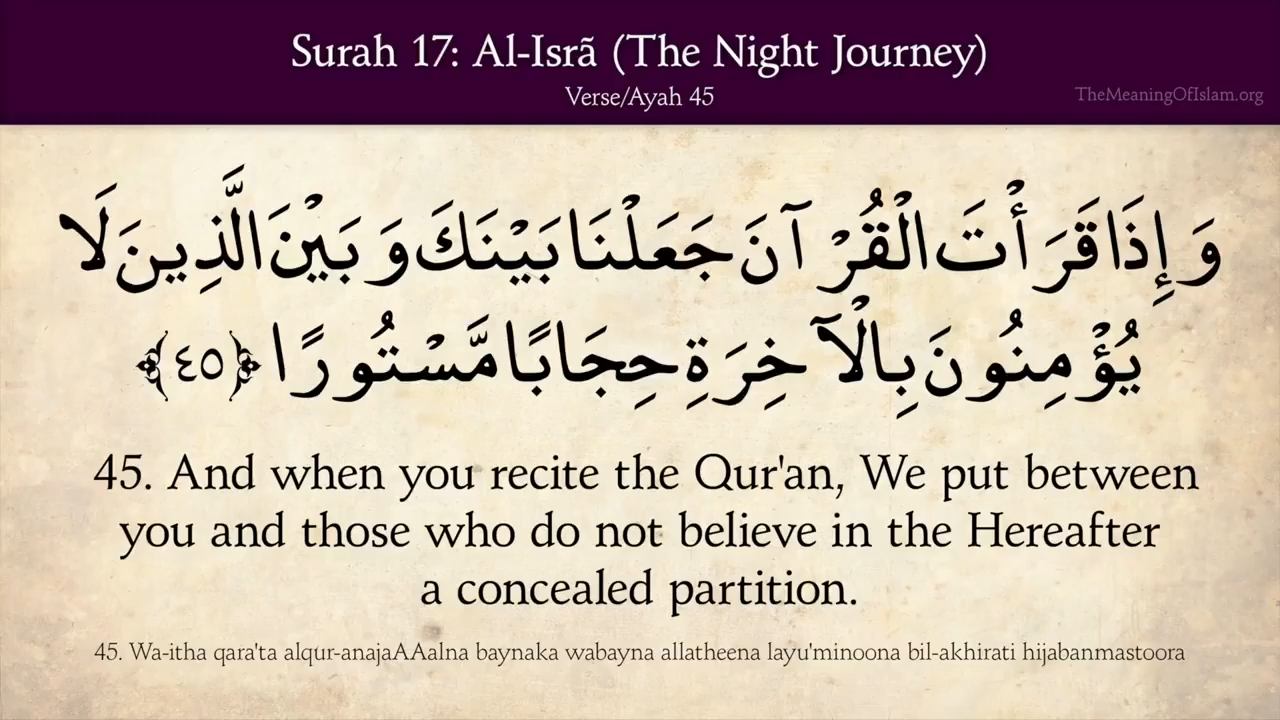 Surah 17: Al-Isrã (The Night Journey)
Verse/Ayah 45
TheMeaningOfIslam.org
وَإِذَا قَرَأْتَ الْقُرْآنَ جَعَلْنَا بَيْنَكَ وَبَيْنَ الَّذِينَ لَا
يُؤْمِنُونَ بِالْآخِرَةِ حِجَابًا مَّسْتُورًا ﴿٤٥﴾
45. And when you recite the Qur'an, We put between
you and those who do not believe in the Hereafter
a concealed partition.
45. Wa-itha qara'ta alqur-anajaAAalna baynaka wabayna allatheena layu'minoona bil-akhirati hijabanmastoora